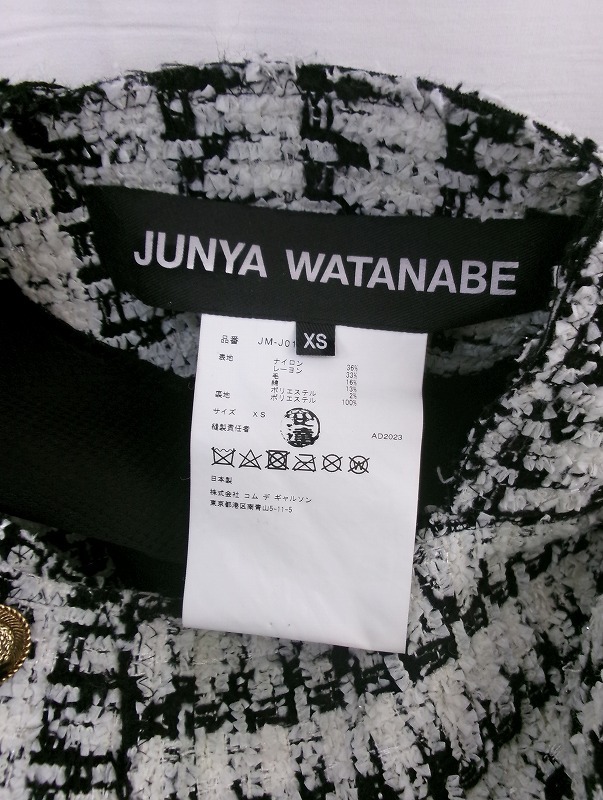 JUNYA WATANABE
XS
品番 JM-J01
表地 ナイロン 36%
レーヨン 33%
毛 16%
綿 13%
ポリエステル 2%
裏地 ポリエステル 100%
サイズ XS
縫製責任者
AD2023
日本製
株式会社 コム デ ギャルソン
東京都港区南青山5-11-5